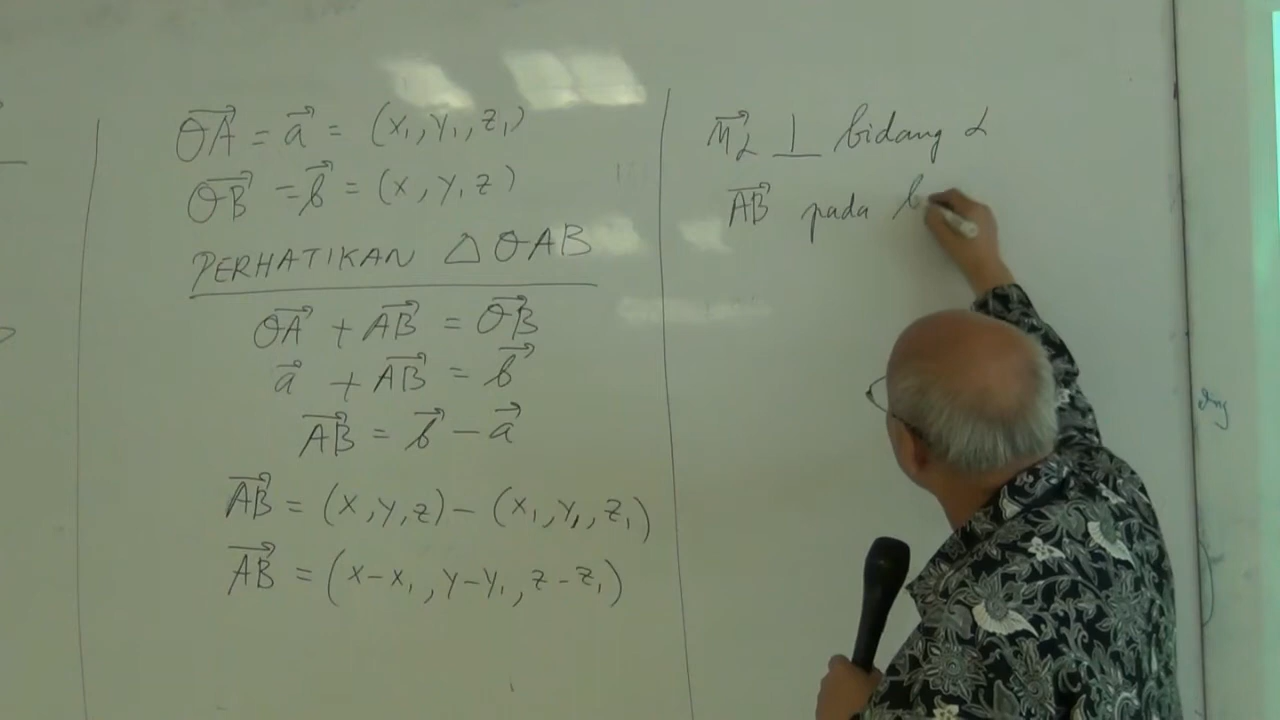 →OA = →a = (x₁, y₁, z₁)
→OB = →b = (x, y, z)
PERHATIKAN △ OAB
→OA + →AB = →OB
→a + →AB = →b
→AB = →b − →a
→AB = (x, y, z) − (x₁, y₁, z₁)
→AB = (x − x₁, y − y₁, z − z₁)
→n_α ⊥ bidang α
→AB pada b